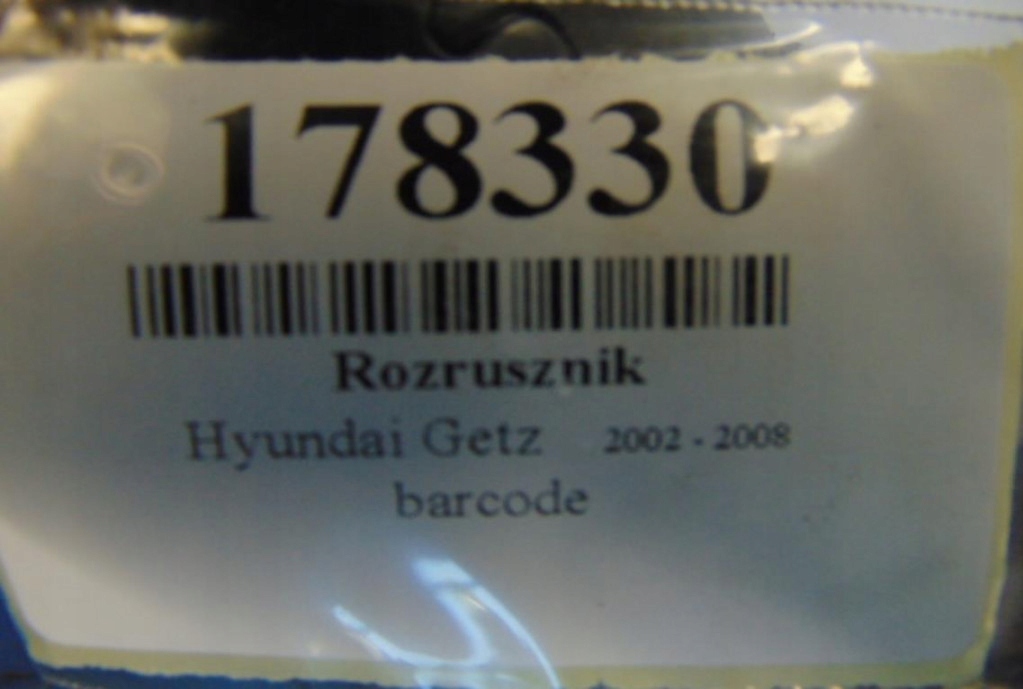 178330
Rozrusznik
Hyundai Getz 2002 - 2008
barcode